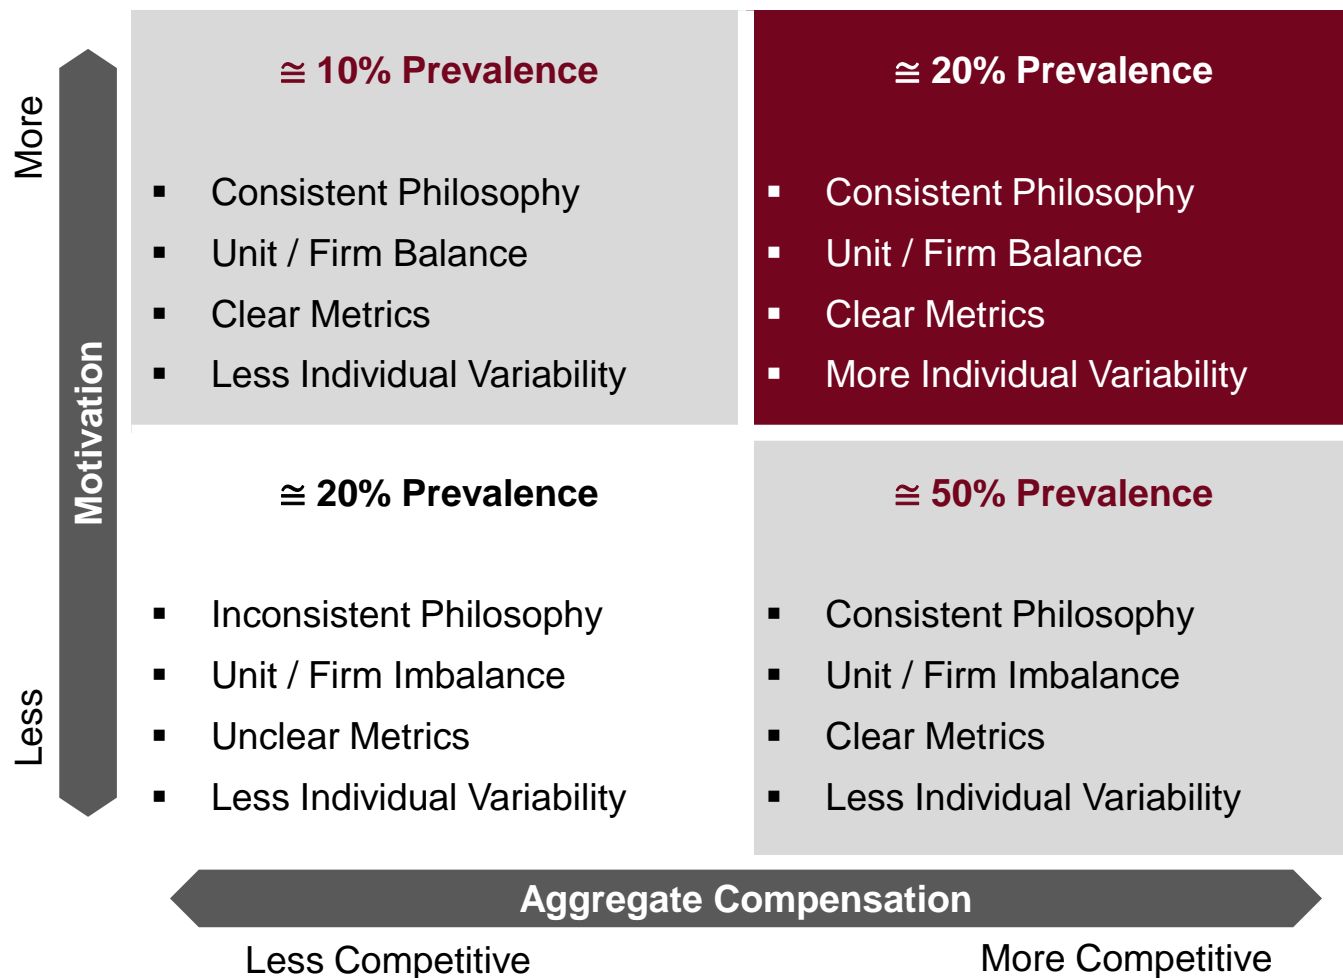 More
Motivation
Less
≅ 10% Prevalence
▪ Consistent Philosophy
▪ Unit / Firm Balance
▪ Clear Metrics
▪ Less Individual Variability
≅ 20% Prevalence
▪ Consistent Philosophy
▪ Unit / Firm Balance
▪ Clear Metrics
▪ More Individual Variability
≅ 20% Prevalence
▪ Inconsistent Philosophy
▪ Unit / Firm Imbalance
▪ Unclear Metrics
▪ Less Individual Variability
≅ 50% Prevalence
▪ Consistent Philosophy
▪ Unit / Firm Imbalance
▪ Clear Metrics
▪ Less Individual Variability
Aggregate Compensation
Less Competitive
More Competitive